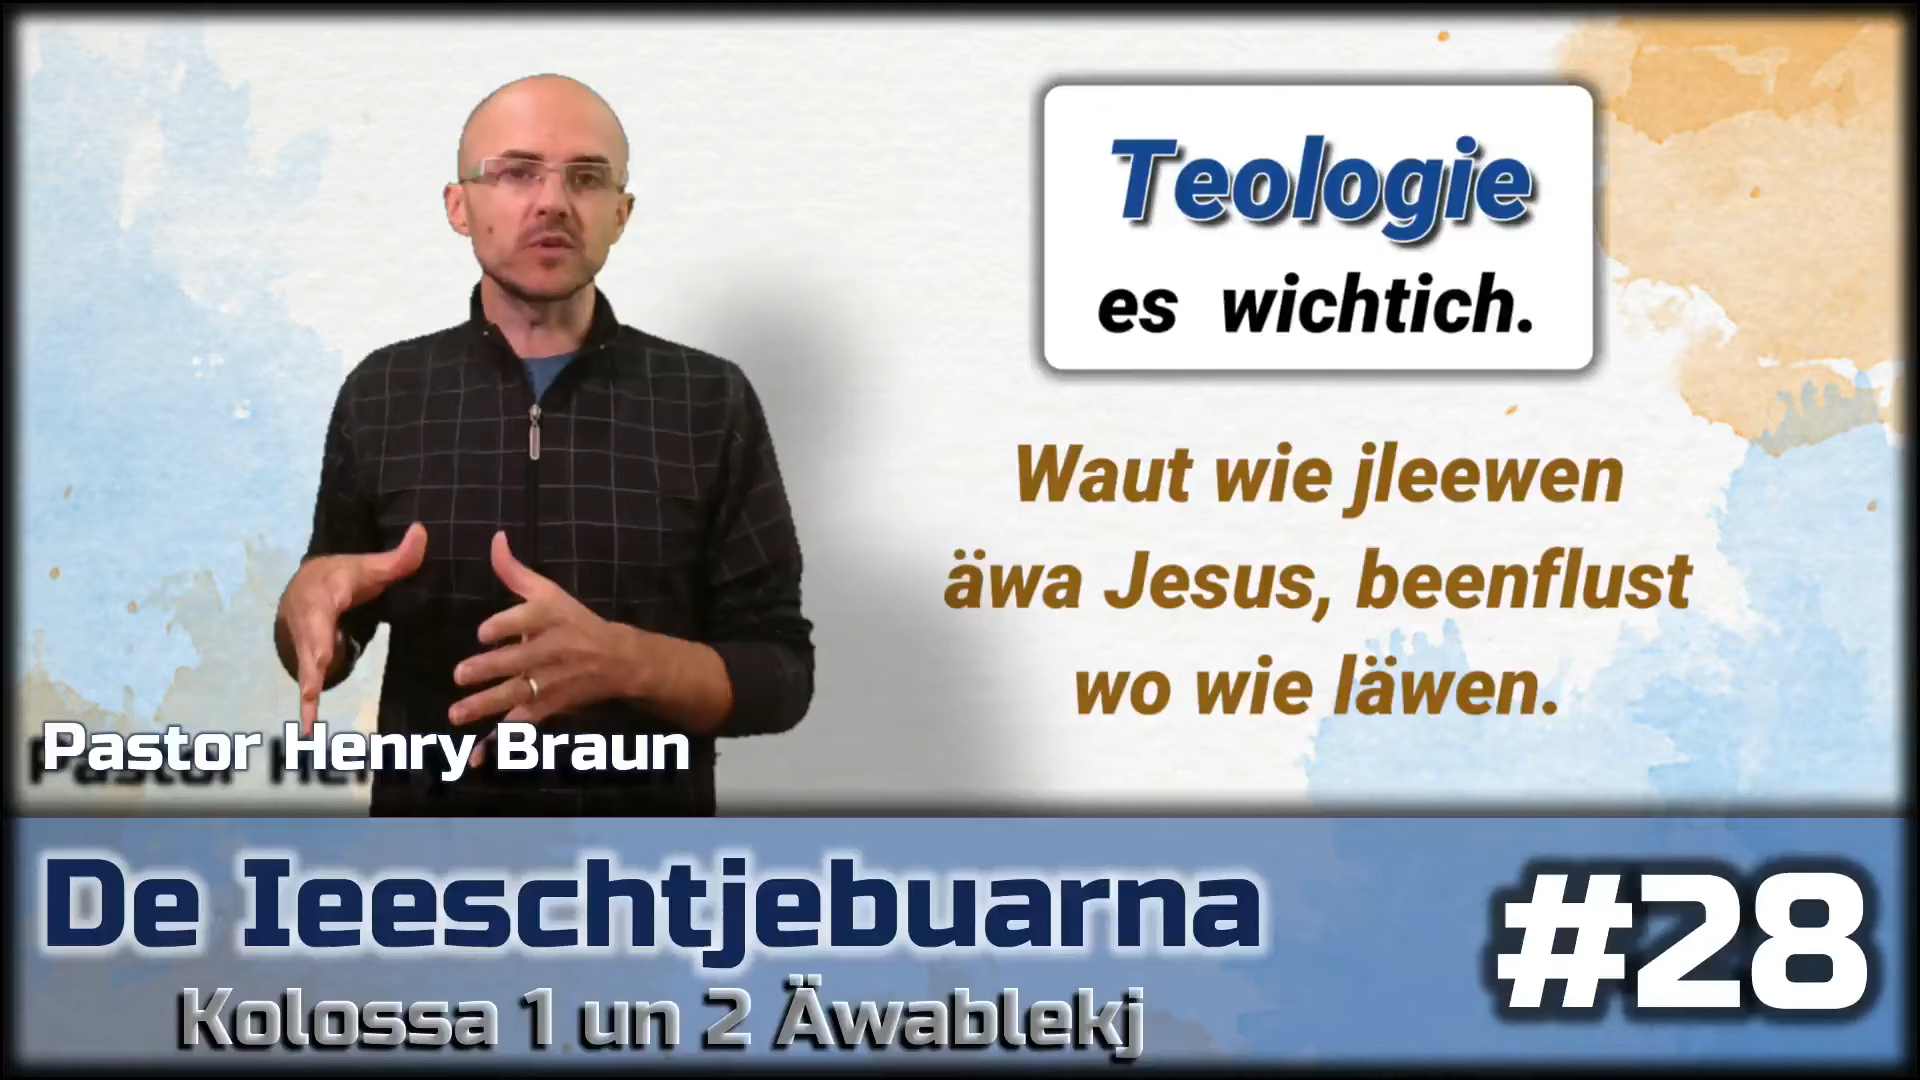 Teologie
es wichtich.
Waut wie jleewen
äwa Jesus, beenflust
wo wie läwen.
Pastor Henry Braun
De Ieeschtjebuarna
#28
Kolossa 1 un 2 Äwablekj